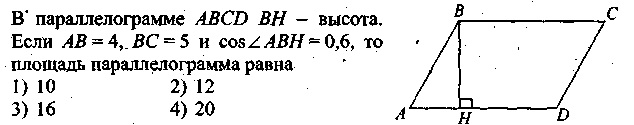 В параллелограмме ABCD BH – высота.
Если AB = 4, BC = 5 и cos∠ABH = 0,6, то
площадь параллелограмма равна
1) 10 2) 12
3) 16 4) 20
B C
A H D